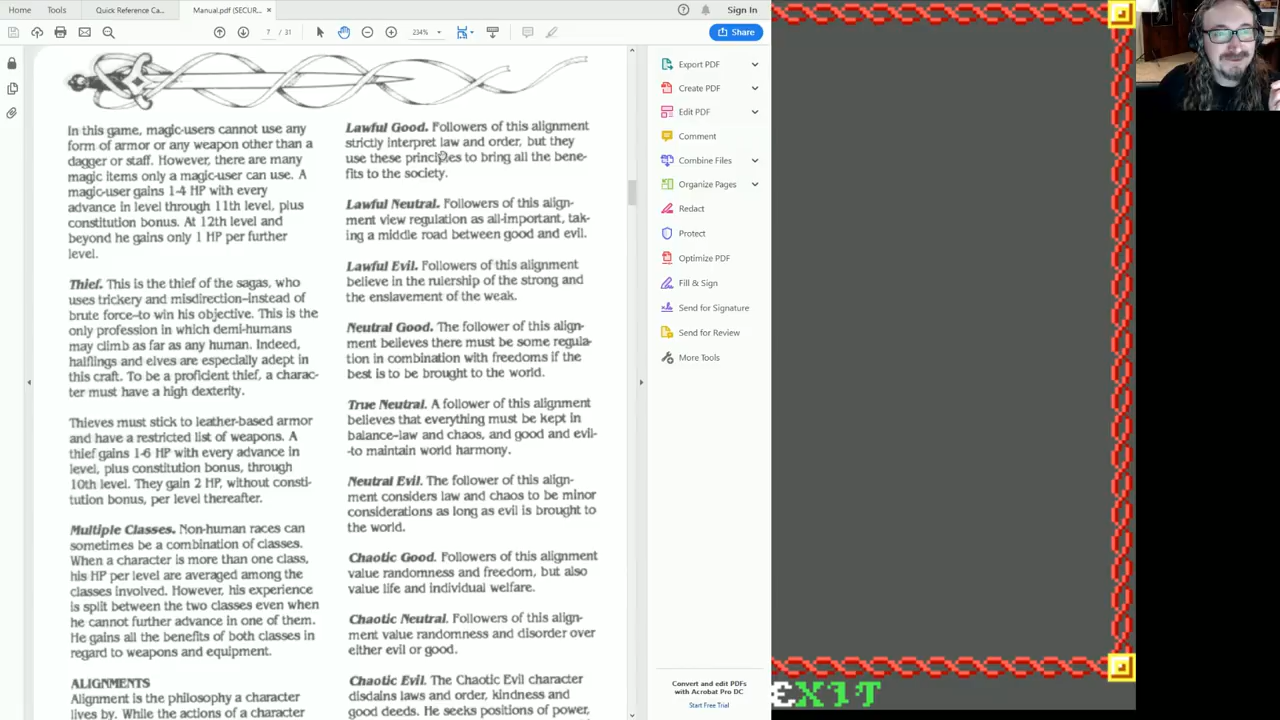 Home
Tools
Quick Reference Ca...
Manual.pdf (SECUR...
Sign In
7 / 31
234%
Share
In this game, magic-users cannot use any
form of armor or any weapon other than a
dagger or staff. However, there are many
magic items only a magic-user can use. A
magic-user gains 1-4 HP with every
advance in level through 11th level, plus
constitution bonus. At 12th level and
beyond he gains only 1 HP per further
level.
Thief. This is the thief of the sagas, who
uses trickery and misdirection–instead of
brute force–to win his objective. This is the
only profession in which demi-humans
may climb as far as any human. Indeed,
halflings and elves are especially adept in
this craft. To be a proficient thief, a charac-
ter must have a high dexterity.
Thieves must stick to leather-based armor
and have a restricted list of weapons. A
thief gains 1-6 HP with every advance in
level, plus constitution bonus, through
10th level. They gain 2 HP, without consti-
tution bonus, per level thereafter.
Multiple Classes. Non-human races can
sometimes be a combination of classes.
When a character is more than one class,
his HP per level are averaged among the
classes involved. However, his experience
is split between the two classes even when
he cannot further advance in one of them.
He gains all the benefits of both classes in
regard to weapons and equipment.
ALIGNMENTS
Alignment is the philosophy a character
lives by. While the actions of a character
Lawful Good. Followers of this alignment
strictly interpret law and order, but they
use these principles to bring all the bene-
fits to the society.
Lawful Neutral. Followers of this align-
ment view regulation as all-important, tak-
ing a middle road between good and evil.
Lawful Evil. Followers of this alignment
believe in the rulership of the strong and
the enslavement of the weak.
Neutral Good. The follower of this align-
ment believes there must be some regula-
tion in combination with freedoms if the
best is to be brought to the world.
True Neutral. A follower of this alignment
believes that everything must be kept in
balance–law and chaos, and good and evil-
-to maintain world harmony.
Neutral Evil. The follower of this align-
ment considers law and chaos to be minor
considerations as long as evil is brought to
the world.
Chaotic Good. Followers of this alignment
value randomness and freedom, but also
value life and individual welfare.
Chaotic Neutral. Followers of this align-
ment value randomness and disorder over
either evil or good.
Chaotic Evil. The Chaotic Evil character
disdains laws and order, kindness and
good deeds. He seeks positions of power,
Export PDF
Create PDF
Edit PDF
Comment
Combine Files
Organize Pages
Redact
Protect
Optimize PDF
Fill & Sign
Send for Signature
Send for Review
More Tools
Convert and edit PDFs
with Acrobat Pro DC
Start Free Trial
EXIT